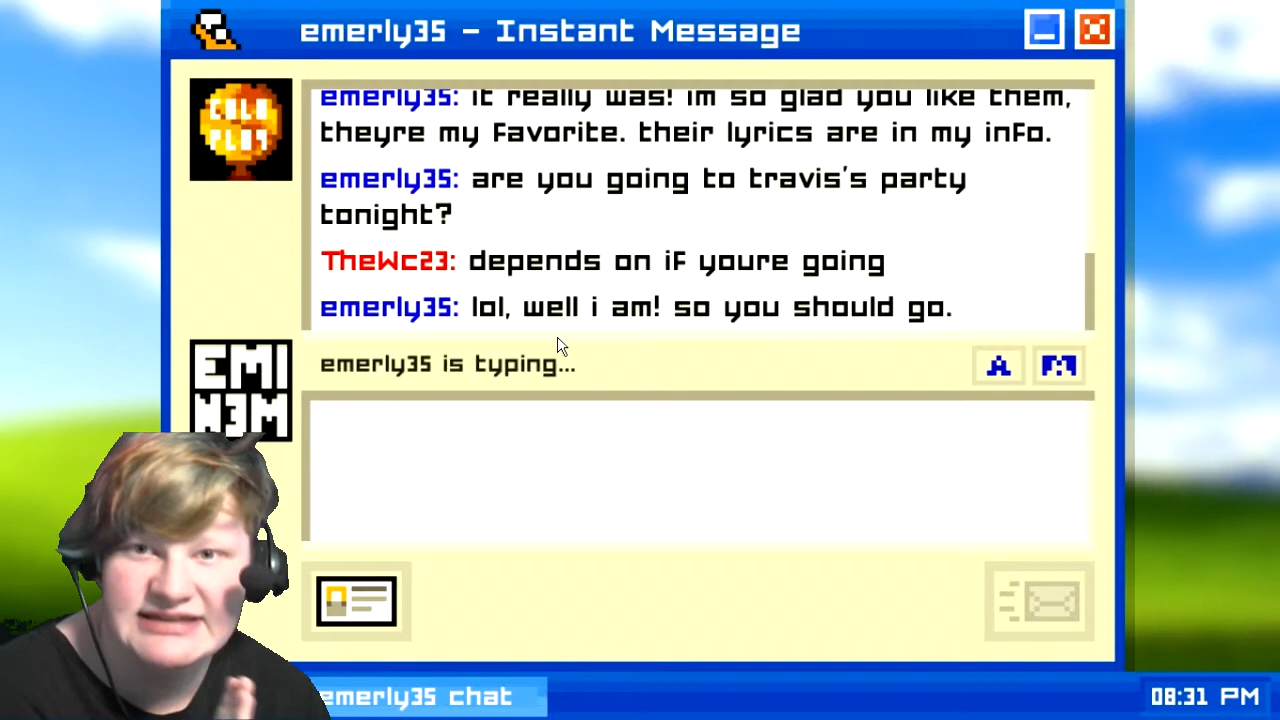 emerly35 - Instant Message
COLD
PLAY
emerly35: it really was! im so glad you like them,
theyre my favorite. their lyrics are in my info.
emerly35: are you going to travis's party
tonight?
TheWc23: depends on if youre going
emerly35: lol, well i am! so you should go.
EMI
N3M
emerly35 is typing...
A
emerly35 chat
08:31 PM